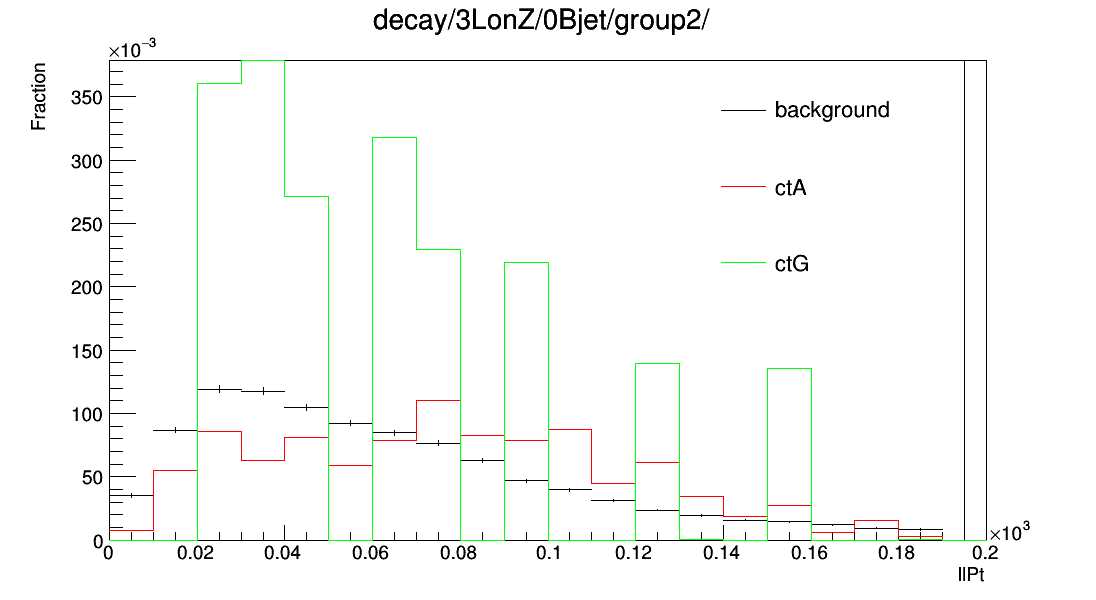 decay/3LonZ/0Bjet/group2/
×10⁻³
Fraction
350
300
250
200
150
100
50
0
background
ctA
ctG
0 0.02 0.04 0.06 0.08 0.1 0.12 0.14 0.16 0.18 0.2
×10³
llPt